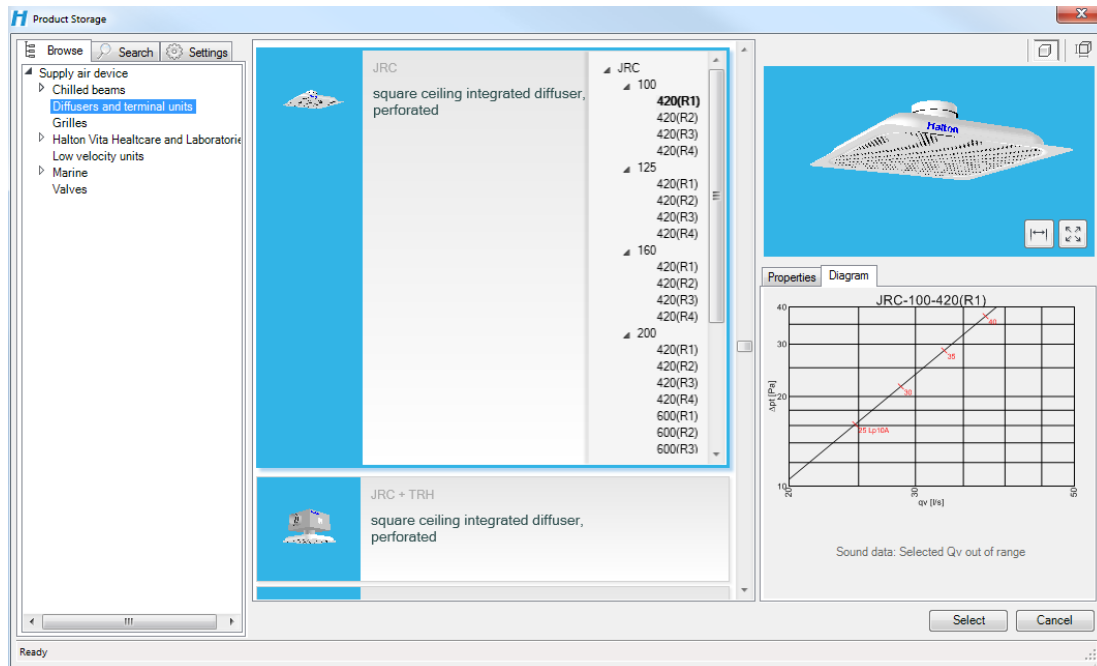 H Product Storage
Browse
Search
Settings
Supply air device
Chilled beams
Diffusers and terminal units
Grilles
Halton Vita Healtcare and Laboratorie
Low velocity units
Marine
Valves
JRC
square ceiling integrated diffuser,
perforated
JRC
100
420(R1)
420(R2)
420(R3)
420(R4)
125
420(R1)
420(R2)
420(R3)
420(R4)
160
420(R1)
420(R2)
420(R3)
420(R4)
200
420(R1)
420(R2)
420(R3)
420(R4)
600(R1)
600(R2)
600(R3)
JRC + TRH
square ceiling integrated diffuser,
perforated
Halton
Properties
Diagram
JRC-100-420(R1)
40
30
20
10
Δpt [Pa]
40
35
30
25 Lp10A
20
30
50
qv [l/s]
Sound data: Selected Qv out of range
Select
Cancel
Ready